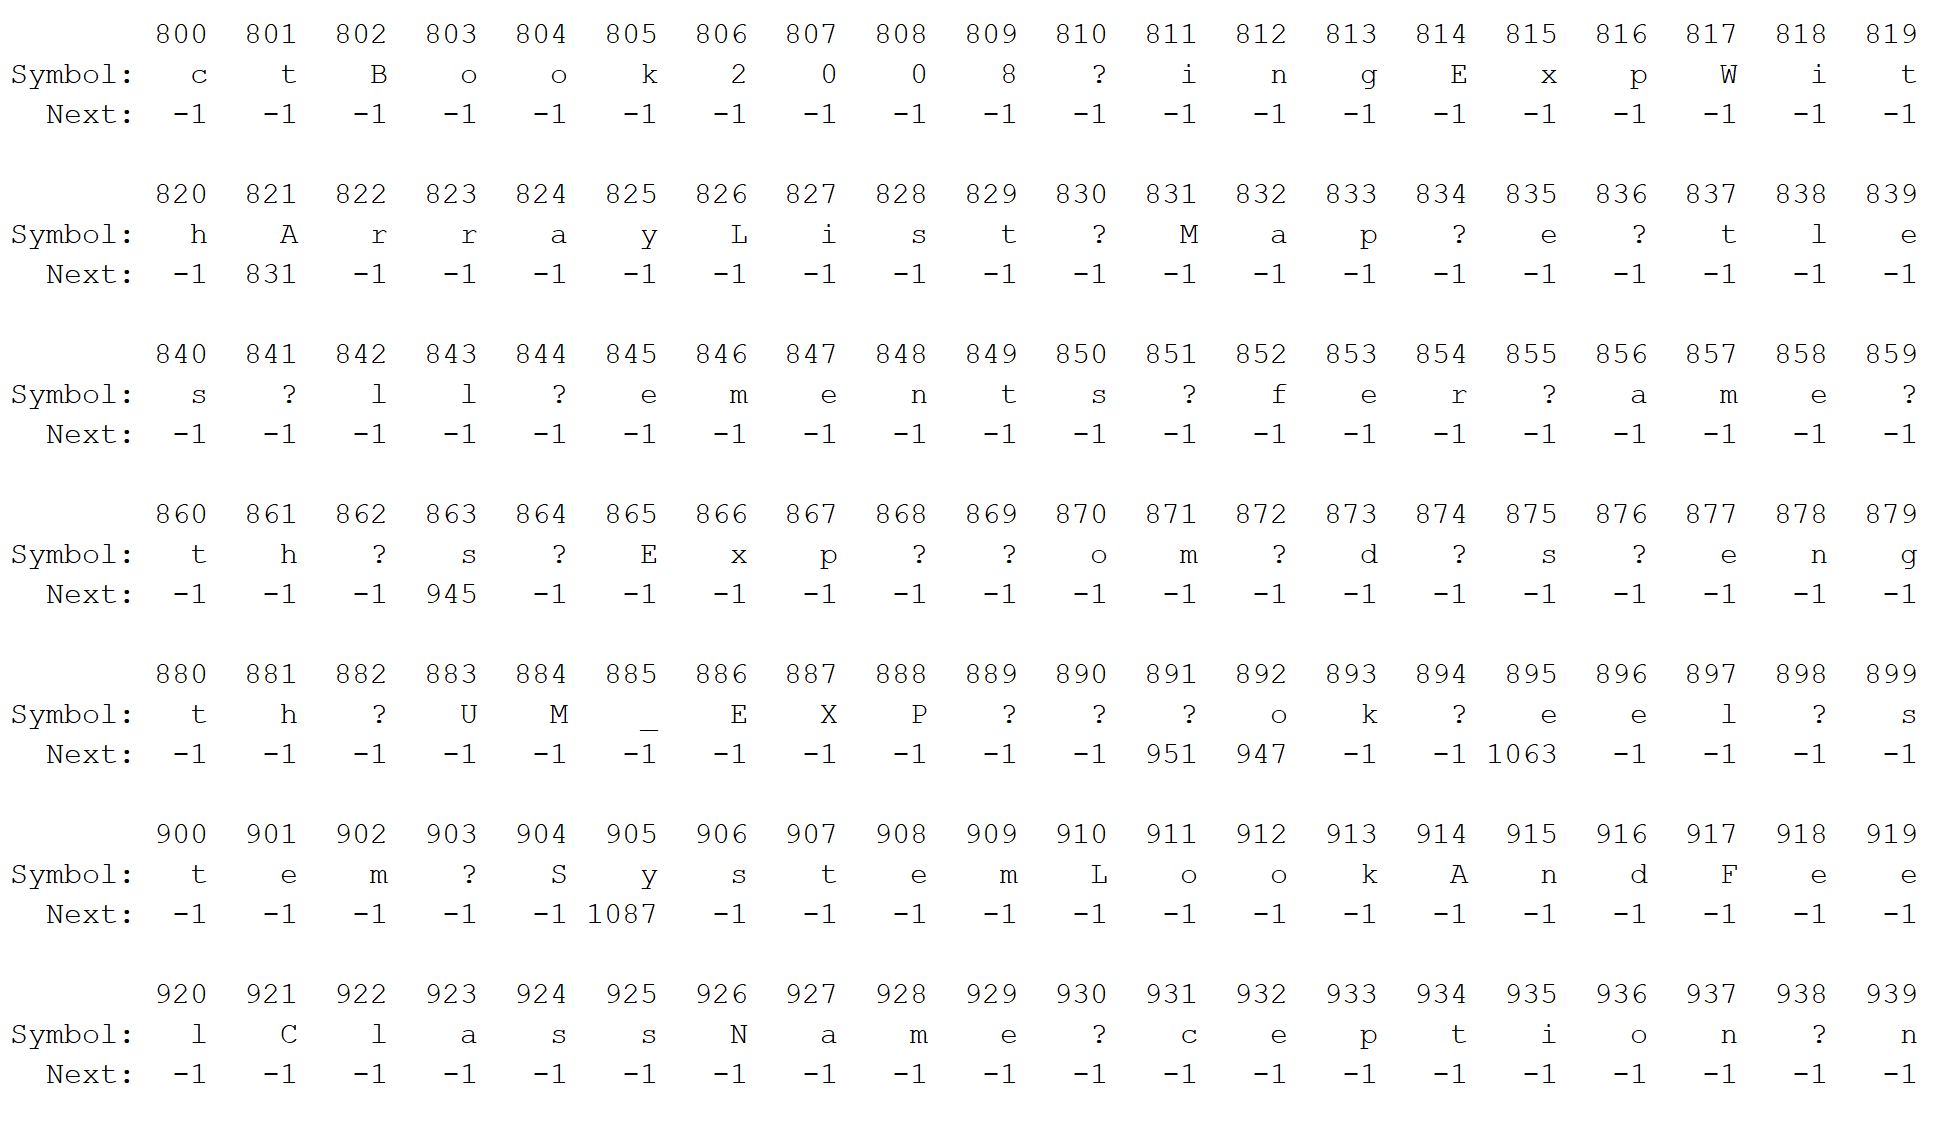 800 801 802 803 804 805 806 807 808 809 810 811 812 813 814 815 816 817 818 819
Symbol: c t B o o k 2 0 0 8 ? i n g E x p W i t
Next: -1 -1 -1 -1 -1 -1 -1 -1 -1 -1 -1 -1 -1 -1 -1 -1 -1 -1 -1 -1
820 821 822 823 824 825 826 827 828 829 830 831 832 833 834 835 836 837 838 839
Symbol: h A r r a y L i s t ? M a p ? e ? t l e
Next: -1 831 -1 -1 -1 -1 -1 -1 -1 -1 -1 -1 -1 -1 -1 -1 -1 -1 -1 -1
840 841 842 843 844 845 846 847 848 849 850 851 852 853 854 855 856 857 858 859
Symbol: s ? l l ? e m e n t s ? f e r ? a m e ?
Next: -1 -1 -1 -1 -1 -1 -1 -1 -1 -1 -1 -1 -1 -1 -1 -1 -1 -1 -1 -1
860 861 862 863 864 865 866 867 868 869 870 871 872 873 874 875 876 877 878 879
Symbol: t h ? s ? E x p ? ? o m ? d ? s ? e n g
Next: -1 -1 -1 945 -1 -1 -1 -1 -1 -1 -1 -1 -1 -1 -1 -1 -1 -1 -1 -1
880 881 882 883 884 885 886 887 888 889 890 891 892 893 894 895 896 897 898 899
Symbol: t h ? U M _ E X P ? ? ? o k ? e e l ? s
Next: -1 -1 -1 -1 -1 -1 -1 -1 -1 -1 -1 951 947 -1 -1 1063 -1 -1 -1 -1
900 901 902 903 904 905 906 907 908 909 910 911 912 913 914 915 916 917 918 919
Symbol: t e m ? S y s t e m L o o k A n d F e e
Next: -1 -1 -1 -1 -1 1087 -1 -1 -1 -1 -1 -1 -1 -1 -1 -1 -1 -1 -1 -1
920 921 922 923 924 925 926 927 928 929 930 931 932 933 934 935 936 937 938 939
Symbol: l C l a s s N a m e ? c e p t i o n ? n
Next: -1 -1 -1 -1 -1 -1 -1 -1 -1 -1 -1 -1 -1 -1 -1 -1 -1 -1 -1 -1